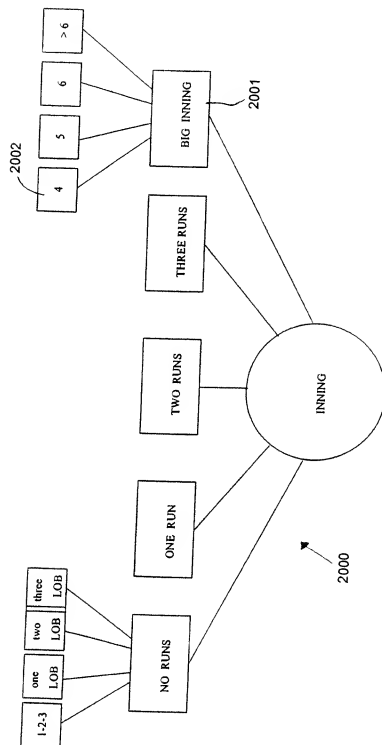 1-2-3
one
LOB
two
LOB
three
LOB
2002
4
5
6
> 6
NO RUNS
ONE RUN
TWO RUNS
THREE RUNS
BIG INNING
2001
INNING
2000